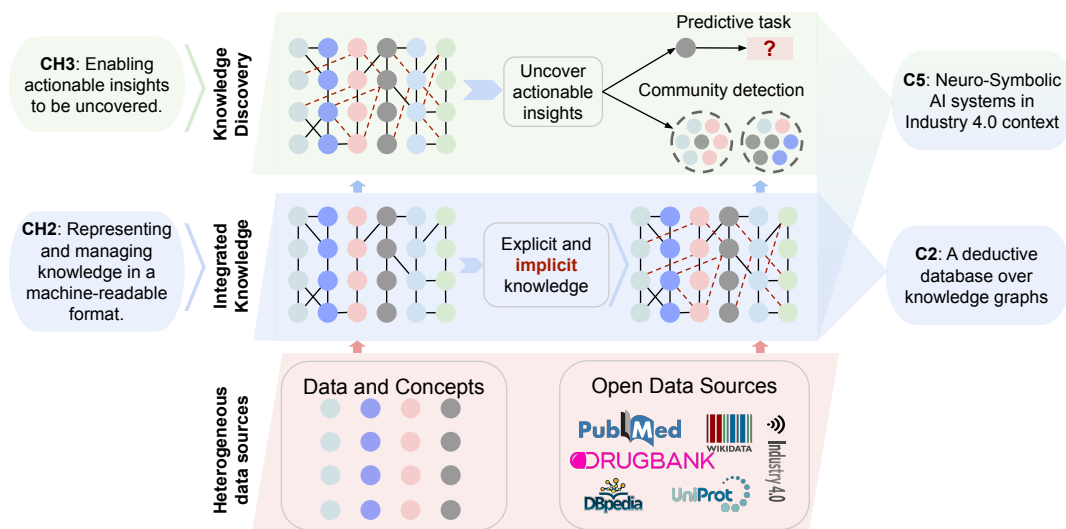 CH3: Enabling
actionable insights
to be uncovered.
Knowledge
Discovery
Uncover
actionable
insights
Predictive task
?
Community detection
C5: Neuro-Symbolic
AI systems in
Industry 4.0 context
CH2: Representing
and managing
knowledge in a
machine-readable
format.
Integrated
Knowledge
Explicit and
implicit
knowledge
C2: A deductive
database over
knowledge graphs
Heterogeneous
data sources
Data and Concepts
Open Data Sources
PubMed
WIKIDATA
Industry 4.0
DRUGBANK
DBpedia
UniProt